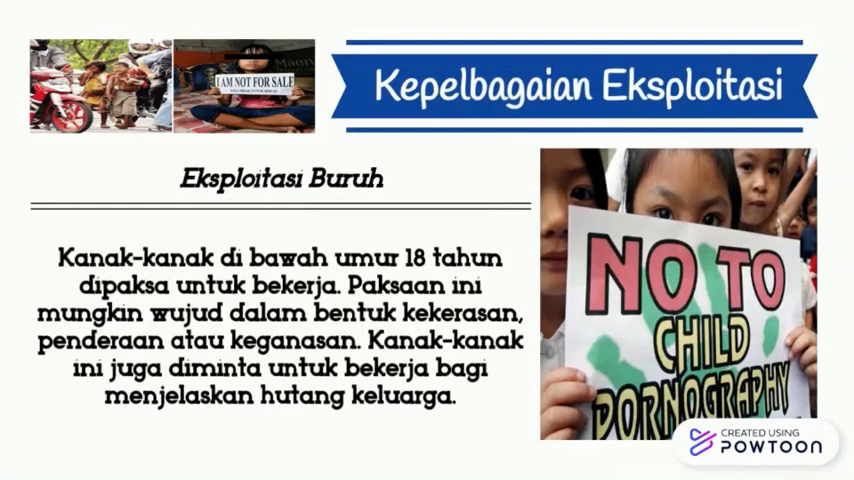 I AM NOT FOR SALE
Kepelbagaian Eksploitasi
Eksploitasi Buruh
Kanak-kanak di bawah umur 18 tahun
dipaksa untuk bekerja. Paksaan ini
mungkin wujud dalam bentuk kekerasan,
penderaan atau keganasan. Kanak-kanak
ini juga diminta untuk bekerja bagi
menjelaskan hutang keluarga.
NO TO
CHILD
PORNOGRAPHY
CREATED USING
POWTOON